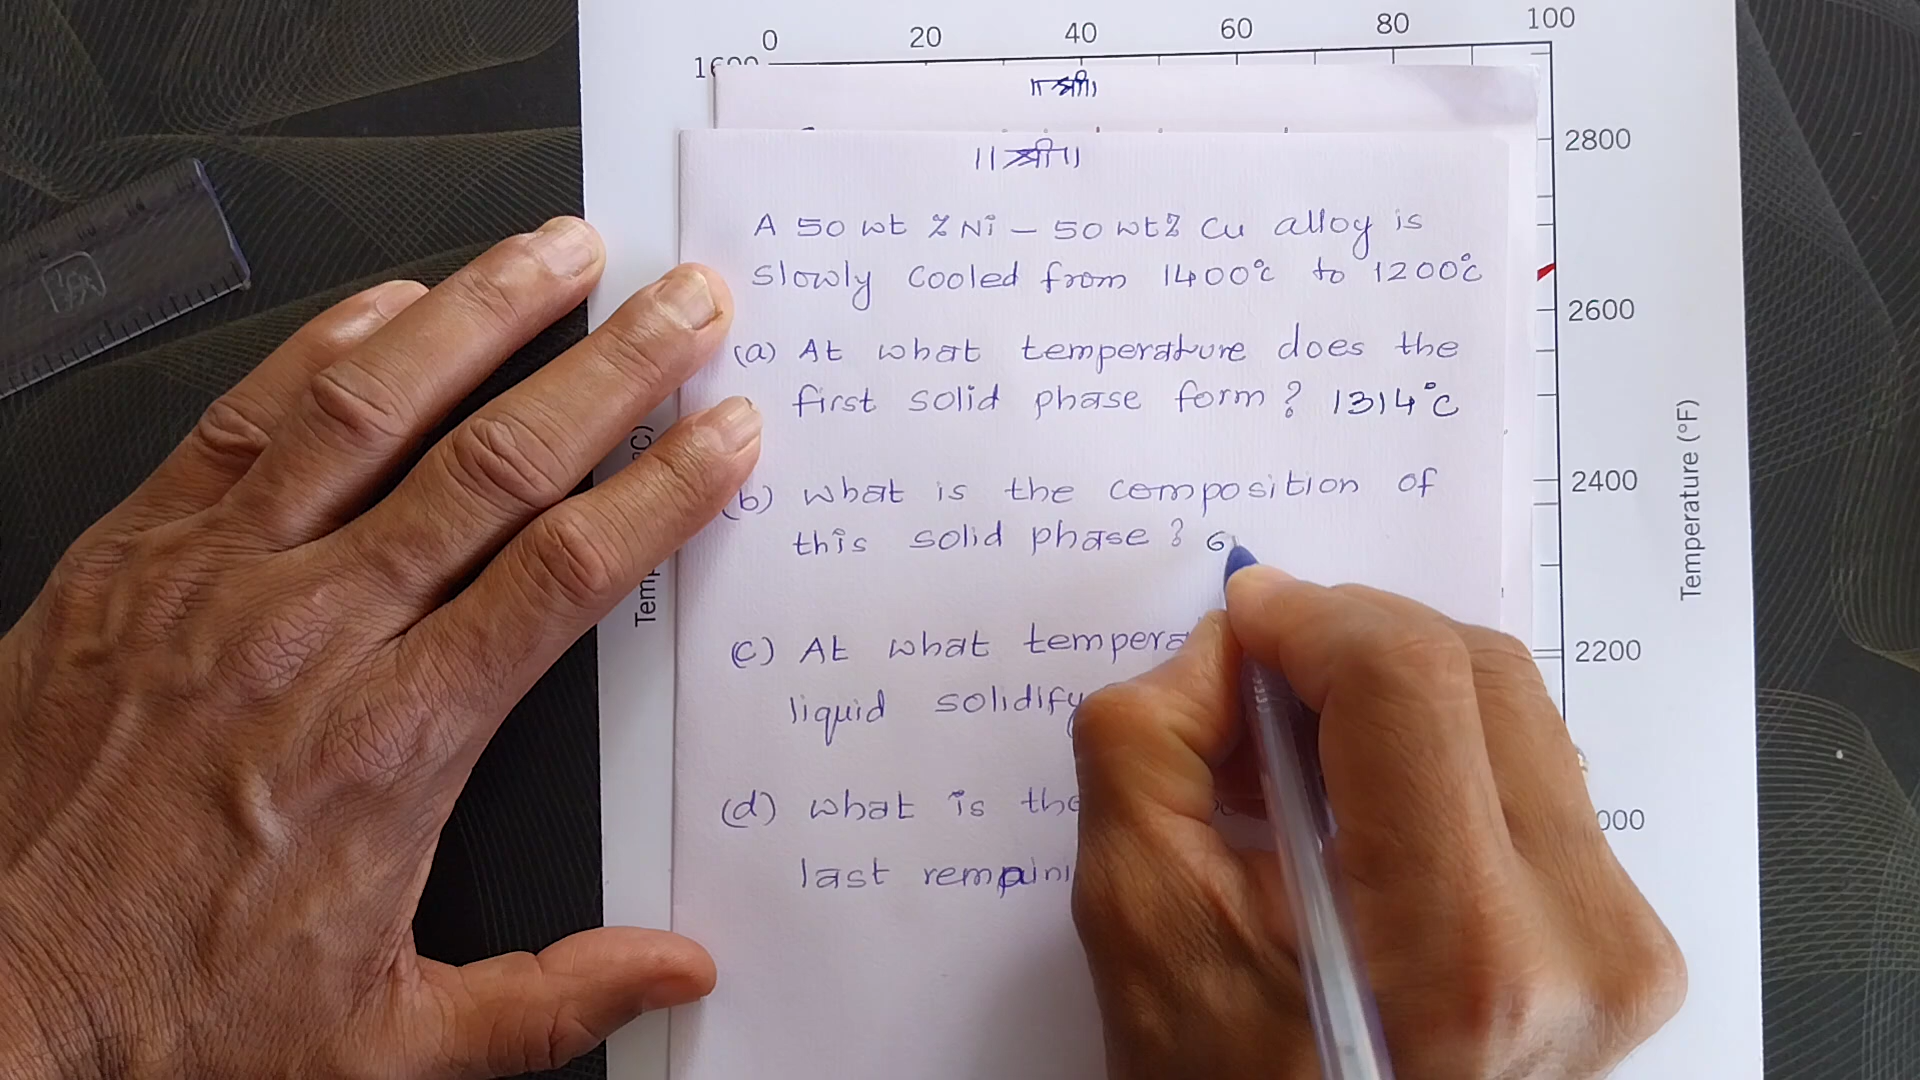 0 20 40 60 80 100
॥श्री॥
2800
॥श्री॥
A 50 wt % Ni – 50 wt% Cu alloy is
slowly cooled from 1400°c to 1200°c
2600
(a) At what temperature does the
first solid phase form ? 1314°C
(b) what is the composition of
2400
this solid phase ? 6
Temperature (°F)
(c) At what
2200
liquid solidify
(d) what is the
last